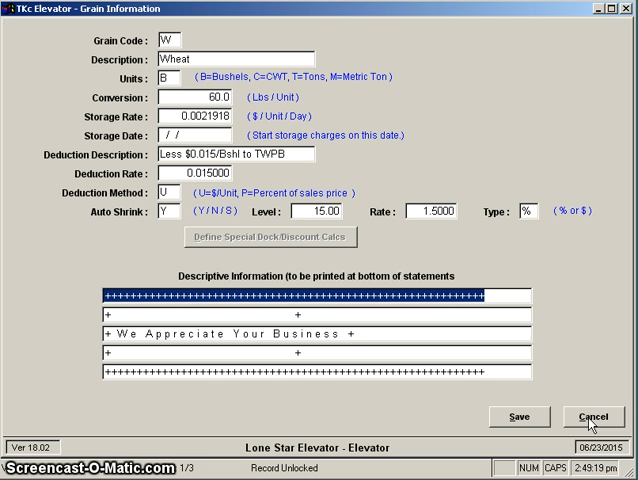 TKc Elevator - Grain Information
Grain Code : W
Description : Wheat
Units : B ( B=Bushels, C=CWT, T=Tons, M=Metric Ton )
Conversion : 60.0 ( Lbs / Unit )
Storage Rate : 0.0021918 ( $ / Unit / Day )
Storage Date : / / (Start storage charges on this date.)
Deduction Description : Less $0.015/Bshl to TWPB
Deduction Rate : 0.015000
Deduction Method : U ( U=$/Unit, P=Percent of sales price )
Auto Shrink : Y ( Y / N / S ) Level : 15.00 Rate : 1.5000 Type : % ( % or $ )
Define Special Dock/Discount Calcs
Descriptive Information (to be printed at bottom of statements
+ +
+ We Appreciate Your Business +
+ +
Save Cancel
Ver 18.02 Lone Star Elevator - Elevator 06/23/2015
Screencast-O-Matic.com 1/3 Record Unlocked NUM CAPS 2:49:19 pm